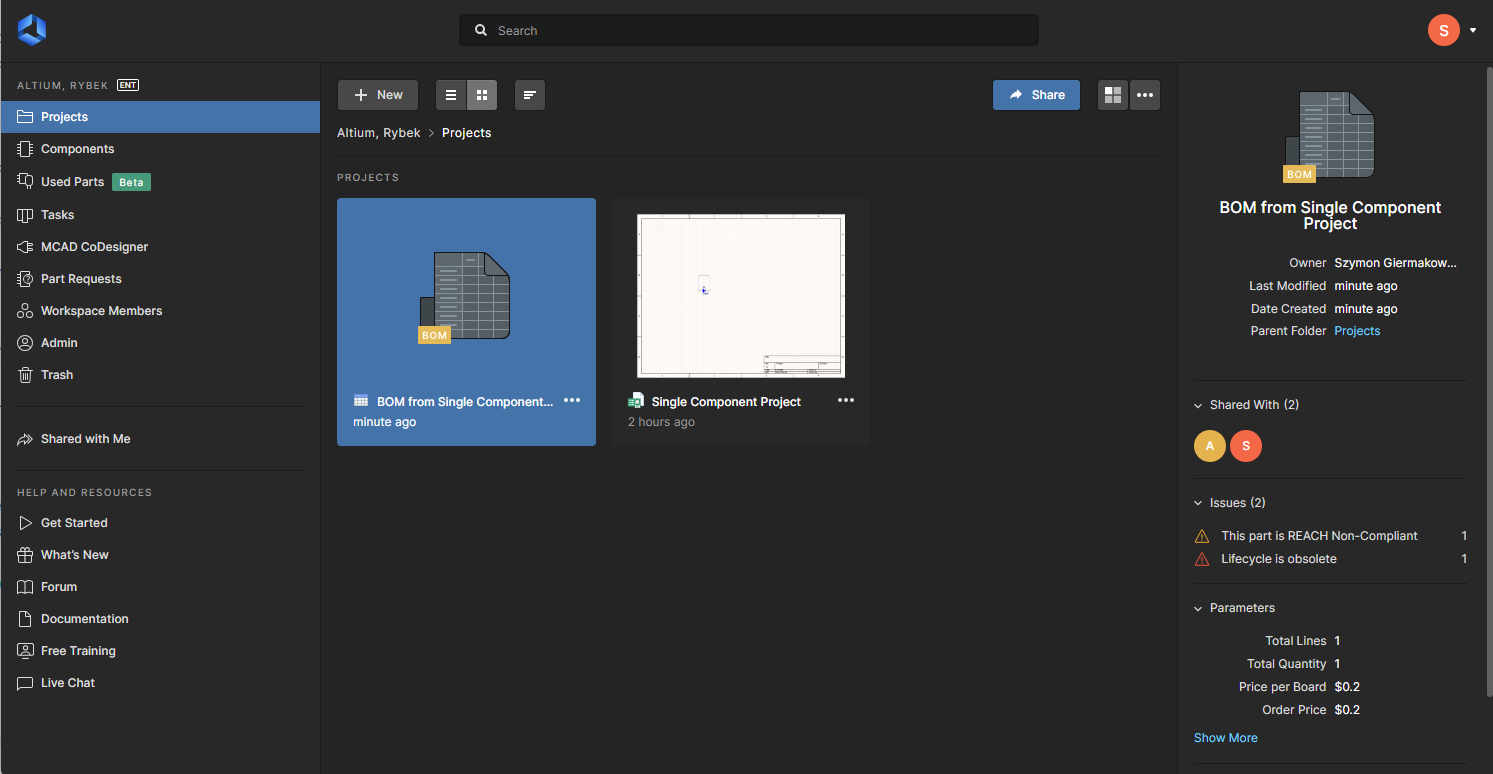 Search
S
ALTIUM, RYBEK ENT
Projects
Components
Used Parts Beta
Tasks
MCAD CoDesigner
Part Requests
Workspace Members
Admin
Trash
Shared with Me
HELP AND RESOURCES
Get Started
What's New
Forum
Documentation
Free Training
Live Chat
New
Share
Altium, Rybek > Projects
PROJECTS
BOM
BOM from Single Component...
minute ago
Single Component Project
2 hours ago
BOM
BOM from Single Component
Project
Owner Szymon Giermakow...
Last Modified minute ago
Date Created minute ago
Parent Folder Projects
Shared With (2)
A S
Issues (2)
This part is REACH Non-Compliant 1
Lifecycle is obsolete 1
Parameters
Total Lines 1
Total Quantity 1
Price per Board $0.2
Order Price $0.2
Show More